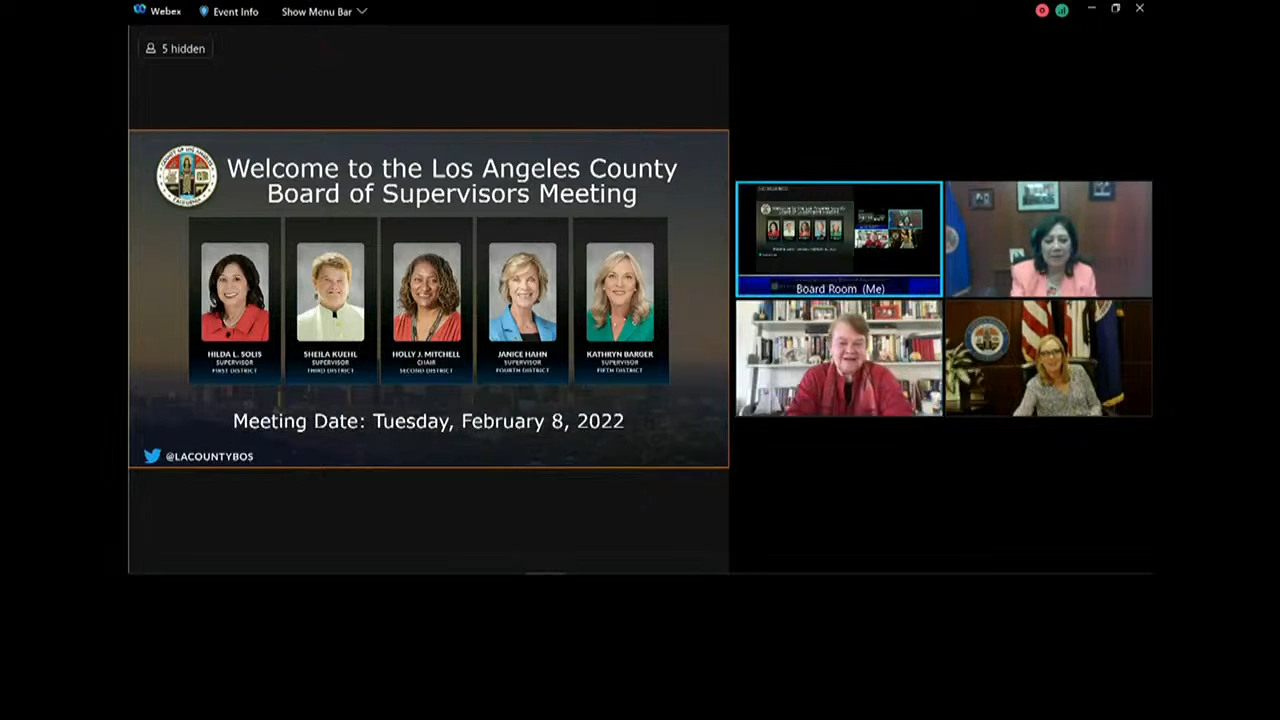 Webex
Event Info
Show Menu Bar
5 hidden
Welcome to the Los Angeles County
Board of Supervisors Meeting
HILDA L. SOLIS
SUPERVISOR
FIRST DISTRICT
SHEILA KUEHL
SUPERVISOR
THIRD DISTRICT
HOLLY J. MITCHELL
CHAIR
SECOND DISTRICT
JANICE HAHN
SUPERVISOR
FOURTH DISTRICT
KATHRYN BARGER
SUPERVISOR
FIFTH DISTRICT
Meeting Date: Tuesday, February 8, 2022
@LACOUNTYBOS
Board Room (Me)